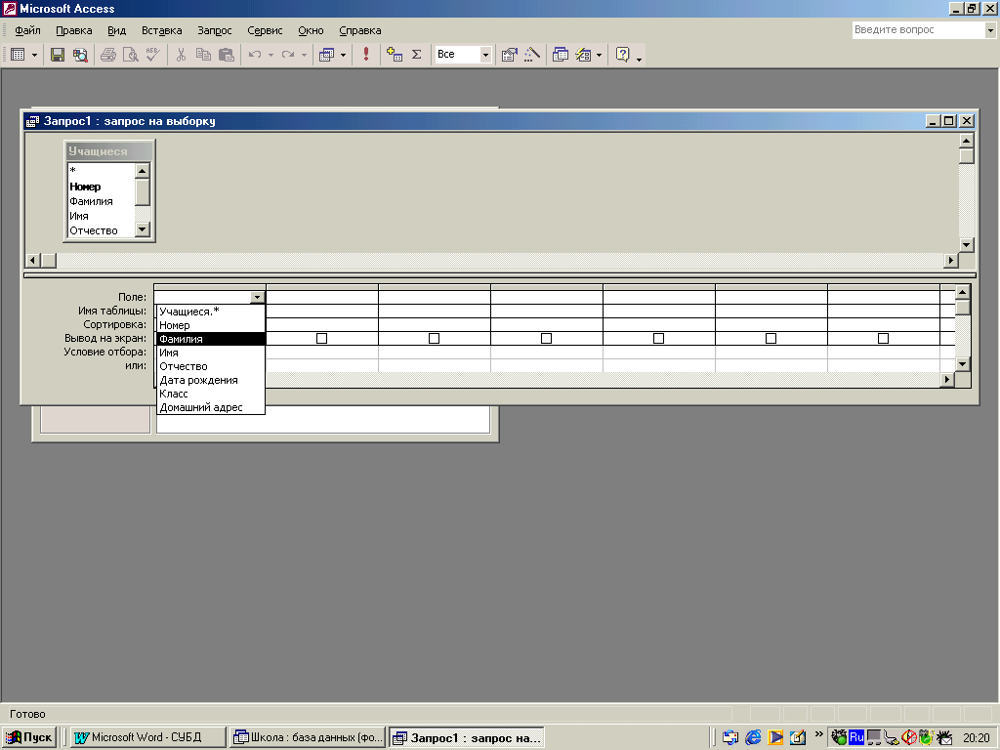 Microsoft Access
Файл Правка Вид Вставка Запрос Сервис Окно Справка
Введите вопрос
Все
Запрос1 : запрос на выборку
Учащиеся
*
Номер
Фамилия
Имя
Отчество
Поле:
Имя таблицы:
Сортировка:
Вывод на экран:
Условие отбора:
или:
Учащиеся.*
Номер
Фамилия
Имя
Отчество
Дата рождения
Класс
Домашний адрес
Готово
Пуск
Microsoft Word - СУБД
Школа : база данных (фо...
Запрос1 : запрос на...
»
Ru
20:20